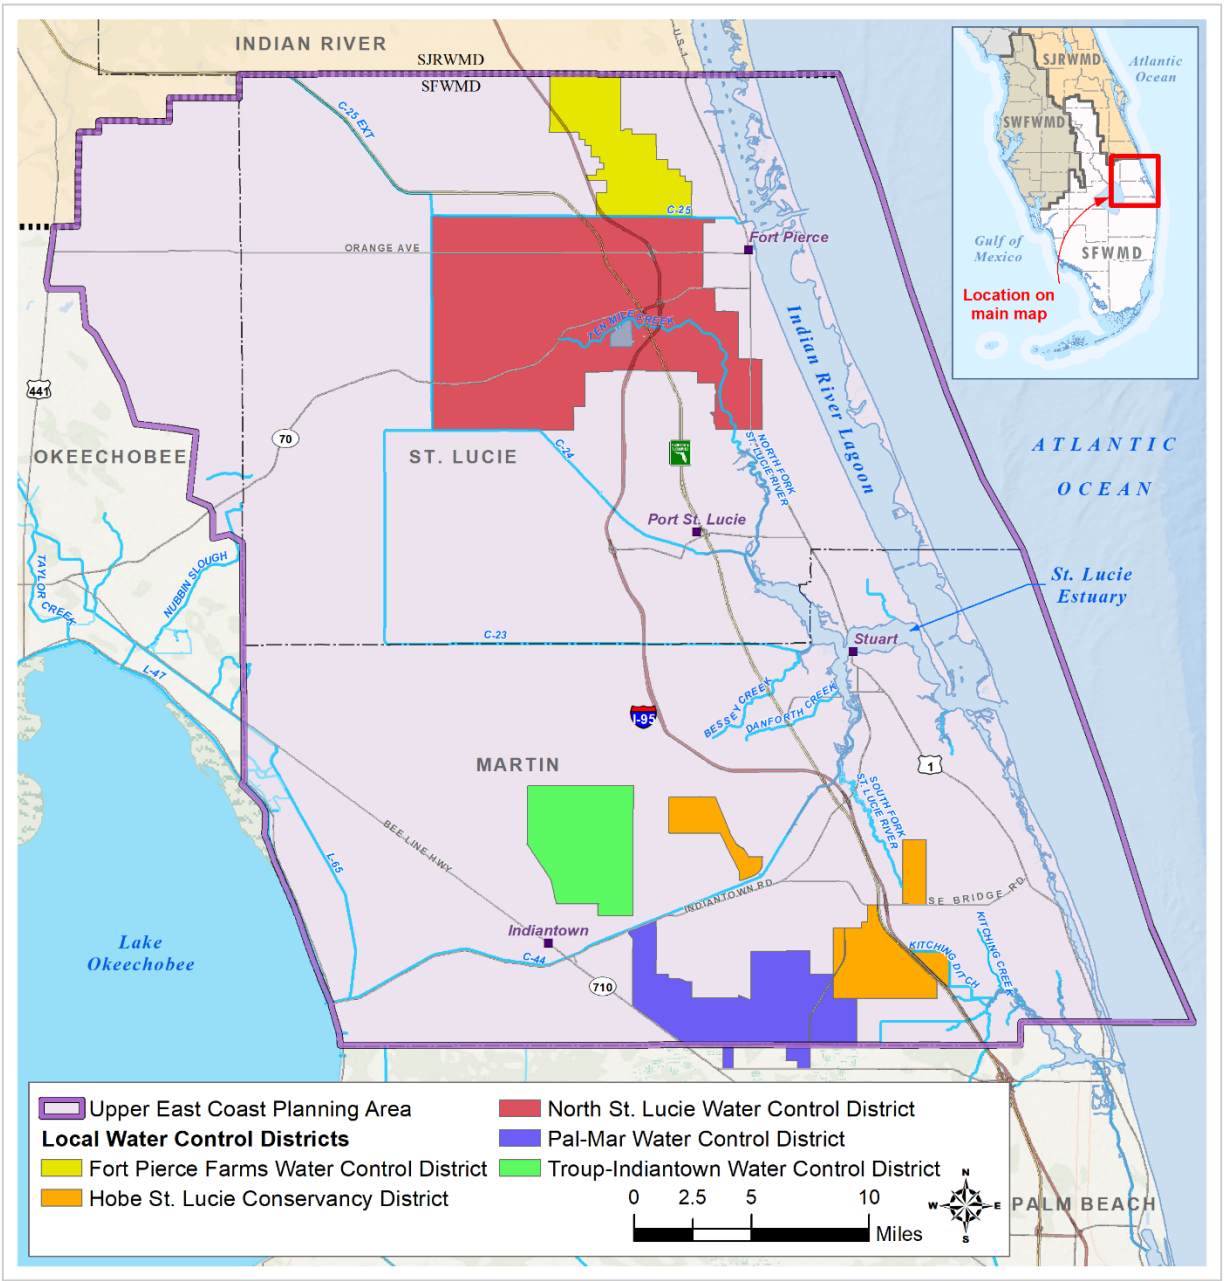 INDIAN RIVER
SJRWMD
SFWMD
U.S. 1
C-25 EXT
C-25
ORANGE AVE
Fort Pierce
TEN MILE CREEK
441
70
OKEECHOBEE
ST. LUCIE
C-24
NORTH FORK
ST. LUCIE RIVER
Indian River Lagoon
ATLANTIC
OCEAN
Port St. Lucie
TAYLOR
CREEK
NUBBIN SLOUGH
St. Lucie
Estuary
C-23
Stuart
L-47
BESSEY CREEK
DANFORTH CREEK
I-95
1
MARTIN
SOUTH FORK
ST. LUCIE RIVER
BEE LINE HWY
L-65
INDIANTOWN RD
SE BRIDGE RD
Indiantown
C-44
KITCHING DITCH
KITCHING CREEK
Lake
Okeechobee
710
SJRWMD
Atlantic
Ocean
SWFWMD
Gulf of
Mexico
SFWMD
Location on
main map
Upper East Coast Planning Area
Local Water Control Districts
Fort Pierce Farms Water Control District
Hobe St. Lucie Conservancy District
North St. Lucie Water Control District
Pal-Mar Water Control District
Troup-Indiantown Water Control District
0 2.5 5 10
Miles
N
W E
S
PALM BEACH